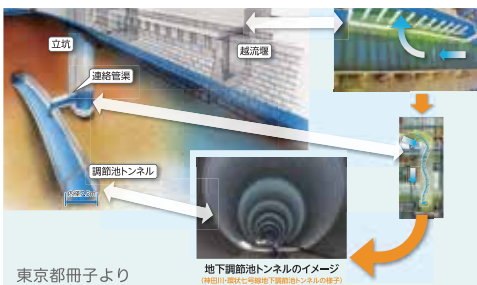 立坑
越流堰
連絡管渠
調節池トンネル
地下調節池トンネルのイメージ
(神田川・環状七号線地下調節池トンネルの様子)
東京都冊子より